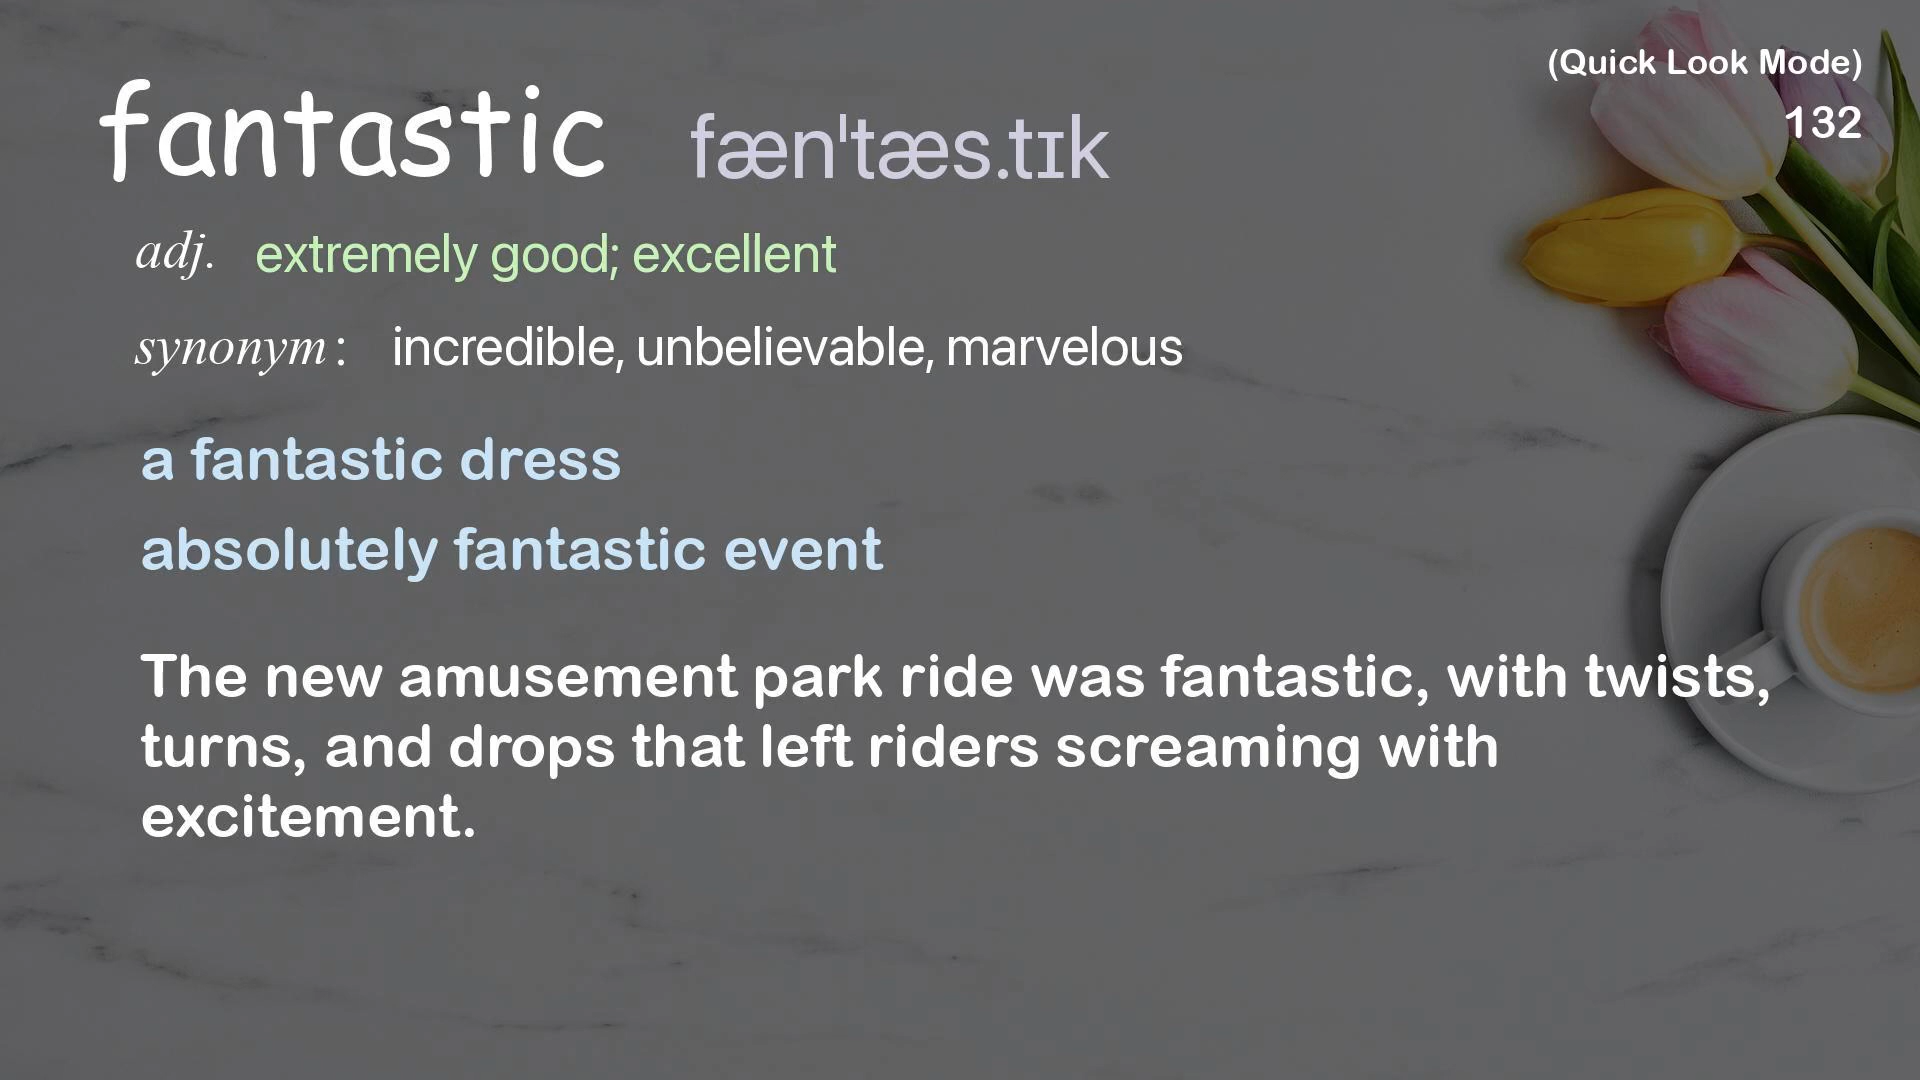 (Quick Look Mode)
132
fantastic fæn'tæs.tɪk
adj. extremely good; excellent
synonym: incredible, unbelievable, marvelous
a fantastic dress
absolutely fantastic event
The new amusement park ride was fantastic, with twists,
turns, and drops that left riders screaming with
excitement.